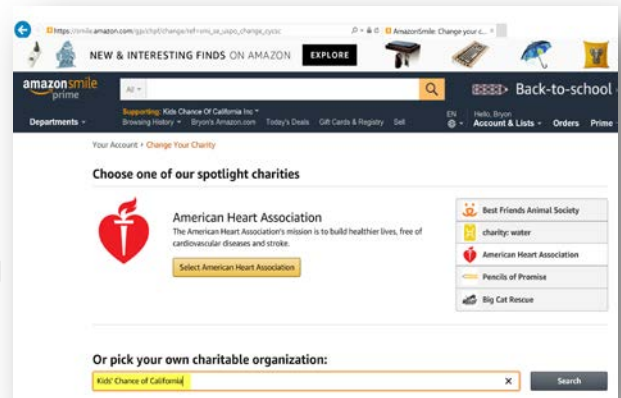 https://smile.amazon.com/gp/chpf/change/ref=smi_se_uspo_change_cycsc
AmazonSmile: Change your c...
NEW & INTERESTING FINDS ON AMAZON EXPLORE
amazonsmile
prime
All
Back-to-school
Departments
Supporting: Kids Chance Of California Inc
Browsing History Bryon's Amazon.com Today's Deals Gift Cards & Registry Sell
EN
Hello, Bryon
Account & Lists Orders Prime
Your Account › Change Your Charity
Choose one of our spotlight charities
American Heart Association
The American Heart Association's mission is to build healthier lives, free of
cardiovascular diseases and stroke.
Select American Heart Association
Best Friends Animal Society
charity: water
American Heart Association
Pencils of Promise
Big Cat Rescue
Or pick your own charitable organization:
Kids' Chance of California
X
Search